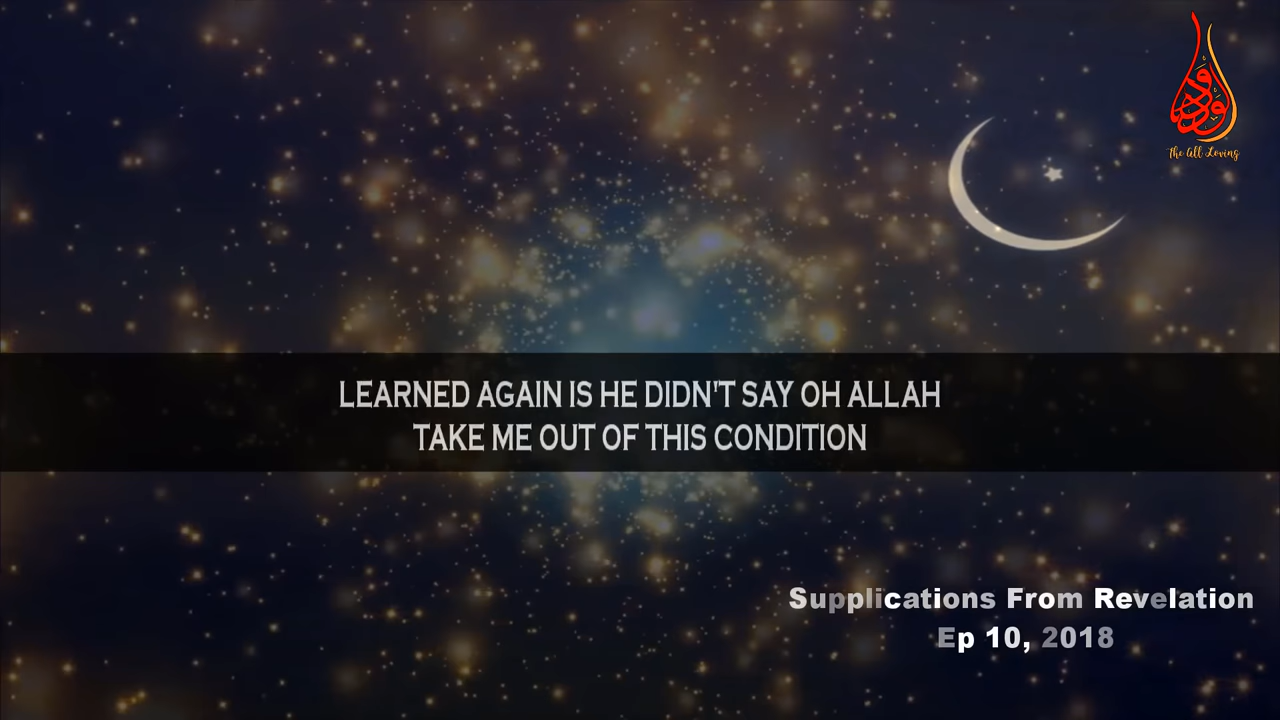 الودود
The All Loving
LEARNED AGAIN IS HE DIDN'T SAY OH ALLAH
TAKE ME OUT OF THIS CONDITION
Supplications From Revelation
Ep 10, 2018